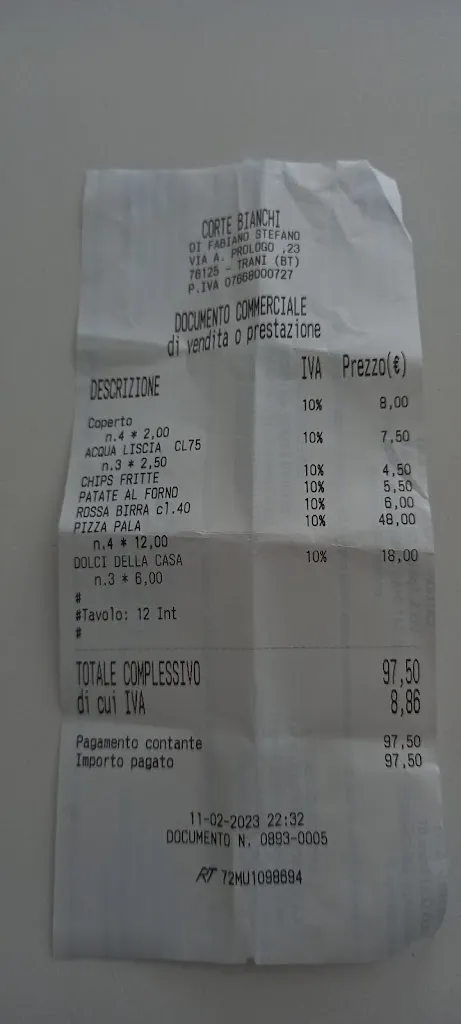 CORTE BIANCHI
DI FABIANO STEFANO
VIA A. PROLOGO ,23
76125 - TRANI (BT)
P.IVA 07668000727
DOCUMENTO COMMERCIALE
di vendita o prestazione
DESCRIZIONE IVA Prezzo(€)
Coperto 10% 8,00
n.4 * 2,00
ACQUA LISCIA CL75 10% 7,50
n.3 * 2,50
CHIPS FRITTE 10% 4,50
PATATE AL FORNO 10% 5,50
ROSSA BIRRA cl.40 10% 6,00
PIZZA PALA 10% 48,00
n.4 * 12,00
DOLCI DELLA CASA 10% 18,00
n.3 * 6,00
#
#Tavolo: 12 Int
#
TOTALE COMPLESSIVO 97,50
di cui IVA 8,86
Pagamento contante 97,50
Importo pagato 97,50
11-02-2023 22:32
DOCUMENTO N. 0893-0005
RT 72MU1098694